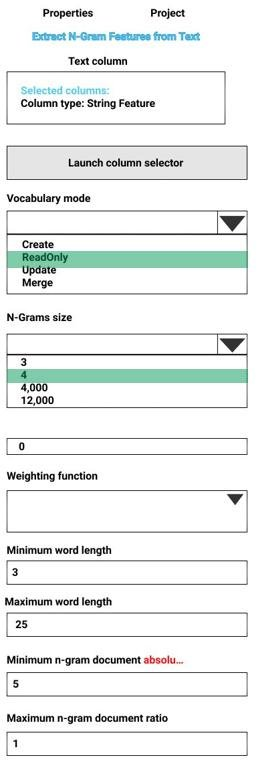 Properties Project
Extract N-Gram Features from Text
Text column
Selected columns:
Column type: String Feature
Launch column selector
Vocabulary mode
Create
ReadOnly
Update
Merge
N-Grams size
3
4
4,000
12,000
0
Weighting function
Minimum word length
3
Maximum word length
25
Minimum n-gram document absolu...
5
Maximum n-gram document ratio
1